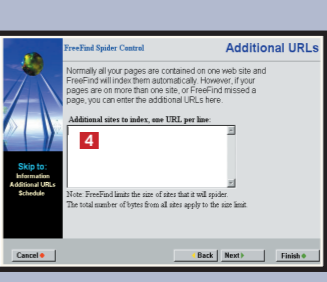 FreeFind Spider Control
Additional URLs
Normally all your pages are contained on one web site and
FreeFind will index them automatically. However, if your
pages are on more than one site, or FreeFind missed a
page, you can enter the additional URLs here.
Additional sites to index, one URL per line:
4
Skip to:
Information
Additional URLs
Schedule
Note: FreeFind limits the size of sites that it will spider.
The total number of bytes from all sites apply to the size limit.
Cancel
Back
Next
Finish